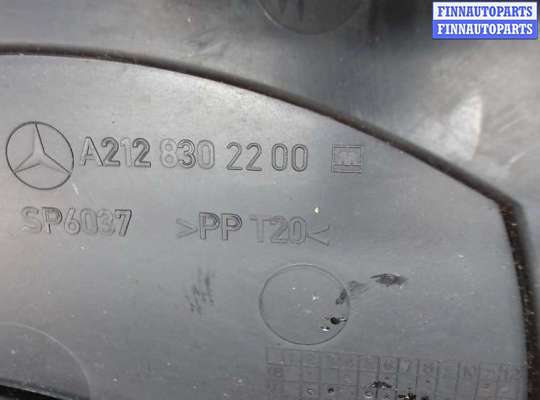 FINNAUTOPARTS
FINNAUTOPARTS
A212 830 22 00
SP6037 >PP T20<